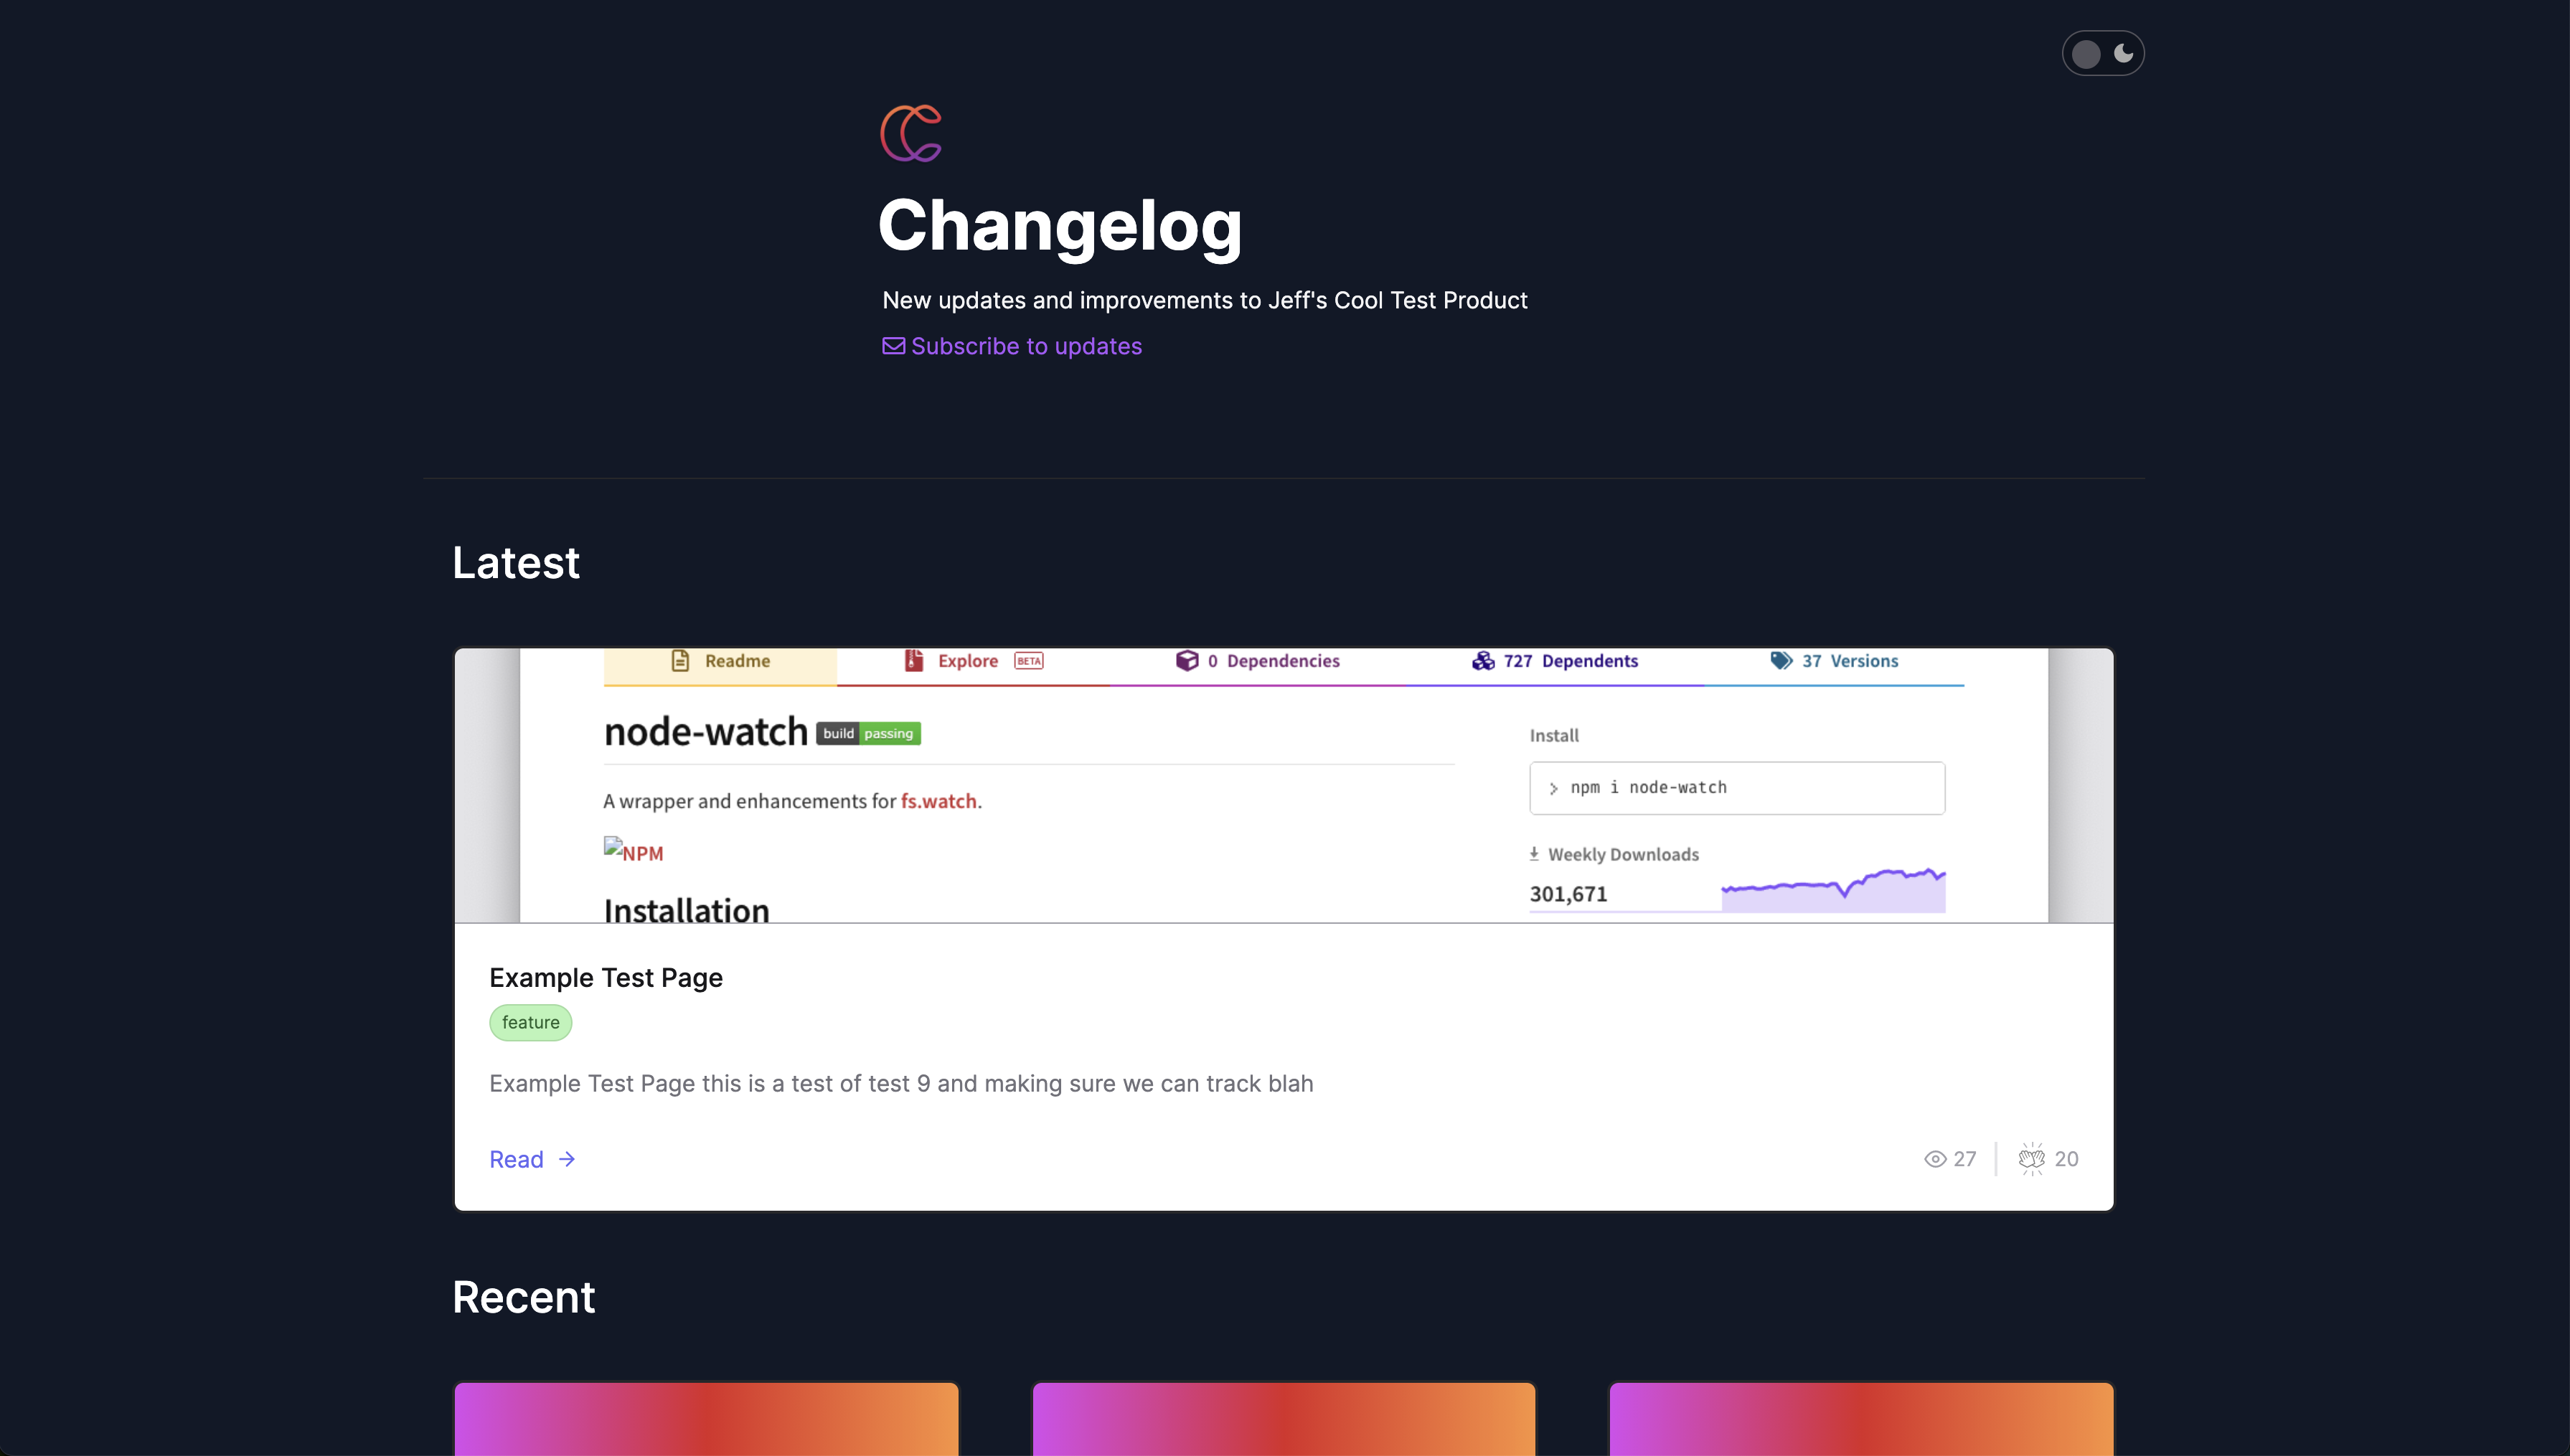 Changelog
New updates and improvements to Jeff's Cool Test Product
Subscribe to updates
Latest
Readme
Explore BETA
0 Dependencies
727 Dependents
37 Versions
node-watch build passing
A wrapper and enhancements for fs.watch.
NPM
Installation
Install
> npm i node-watch
Weekly Downloads
301,671
Example Test Page
feature
Example Test Page this is a test of test 9 and making sure we can track blah
Read →
27
20
Recent